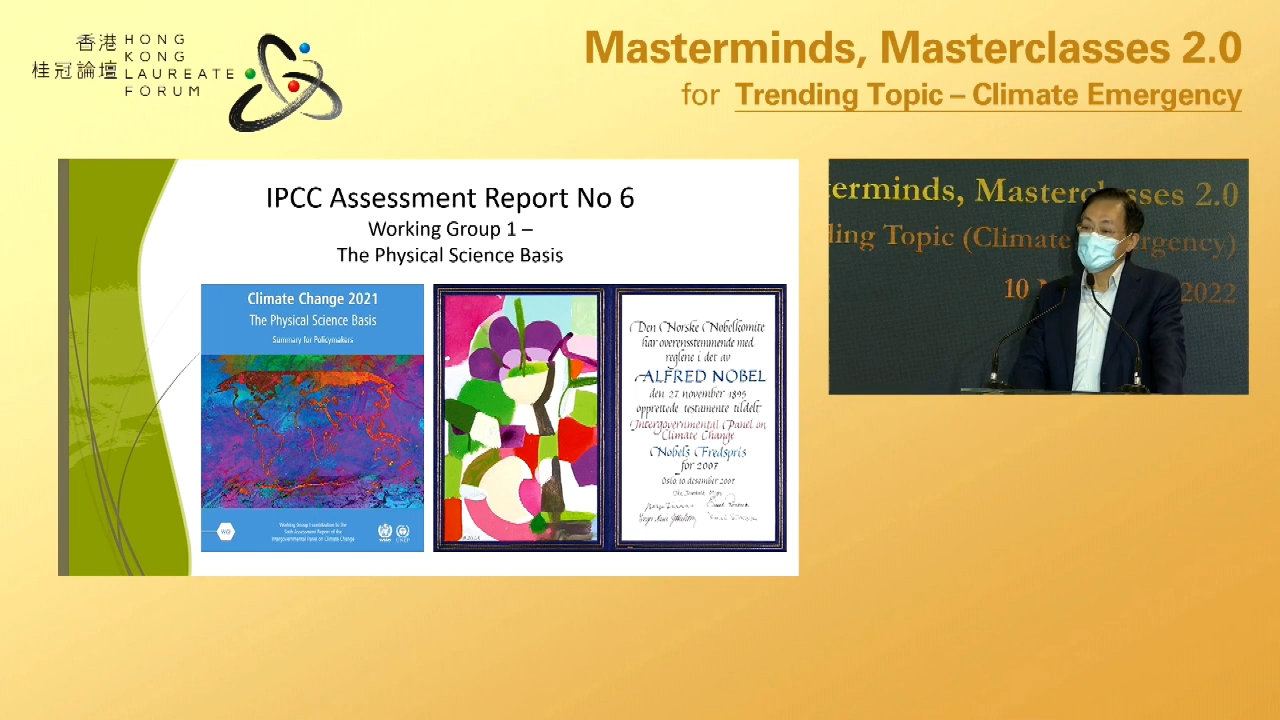 香港
桂冠論壇
HONG
KONG
LAUREATE
FORUM
Masterminds, Masterclasses 2.0
for Trending Topic – Climate Emergency
IPCC Assessment Report No 6
Working Group 1 –
The Physical Science Basis
Climate Change 2021
The Physical Science Basis
Summary for Policymakers
WGI
Working Group I contribution to the
Sixth Assessment Report of the
Intergovernmental Panel on Climate Change
WMO UNEP
Den Norske Nobelkomite
har overensstemmende med
reglene i det av
ALFRED NOBEL
den 27 november 1895
opprettede testamente tildelt
Intergovernmental Panel on
Climate Change
Nobels Fredspris
for 2007
Oslo 10 desember 2007
terminds, Masterclasses 2.0
ding Topic (Climate ergency)
10 2022